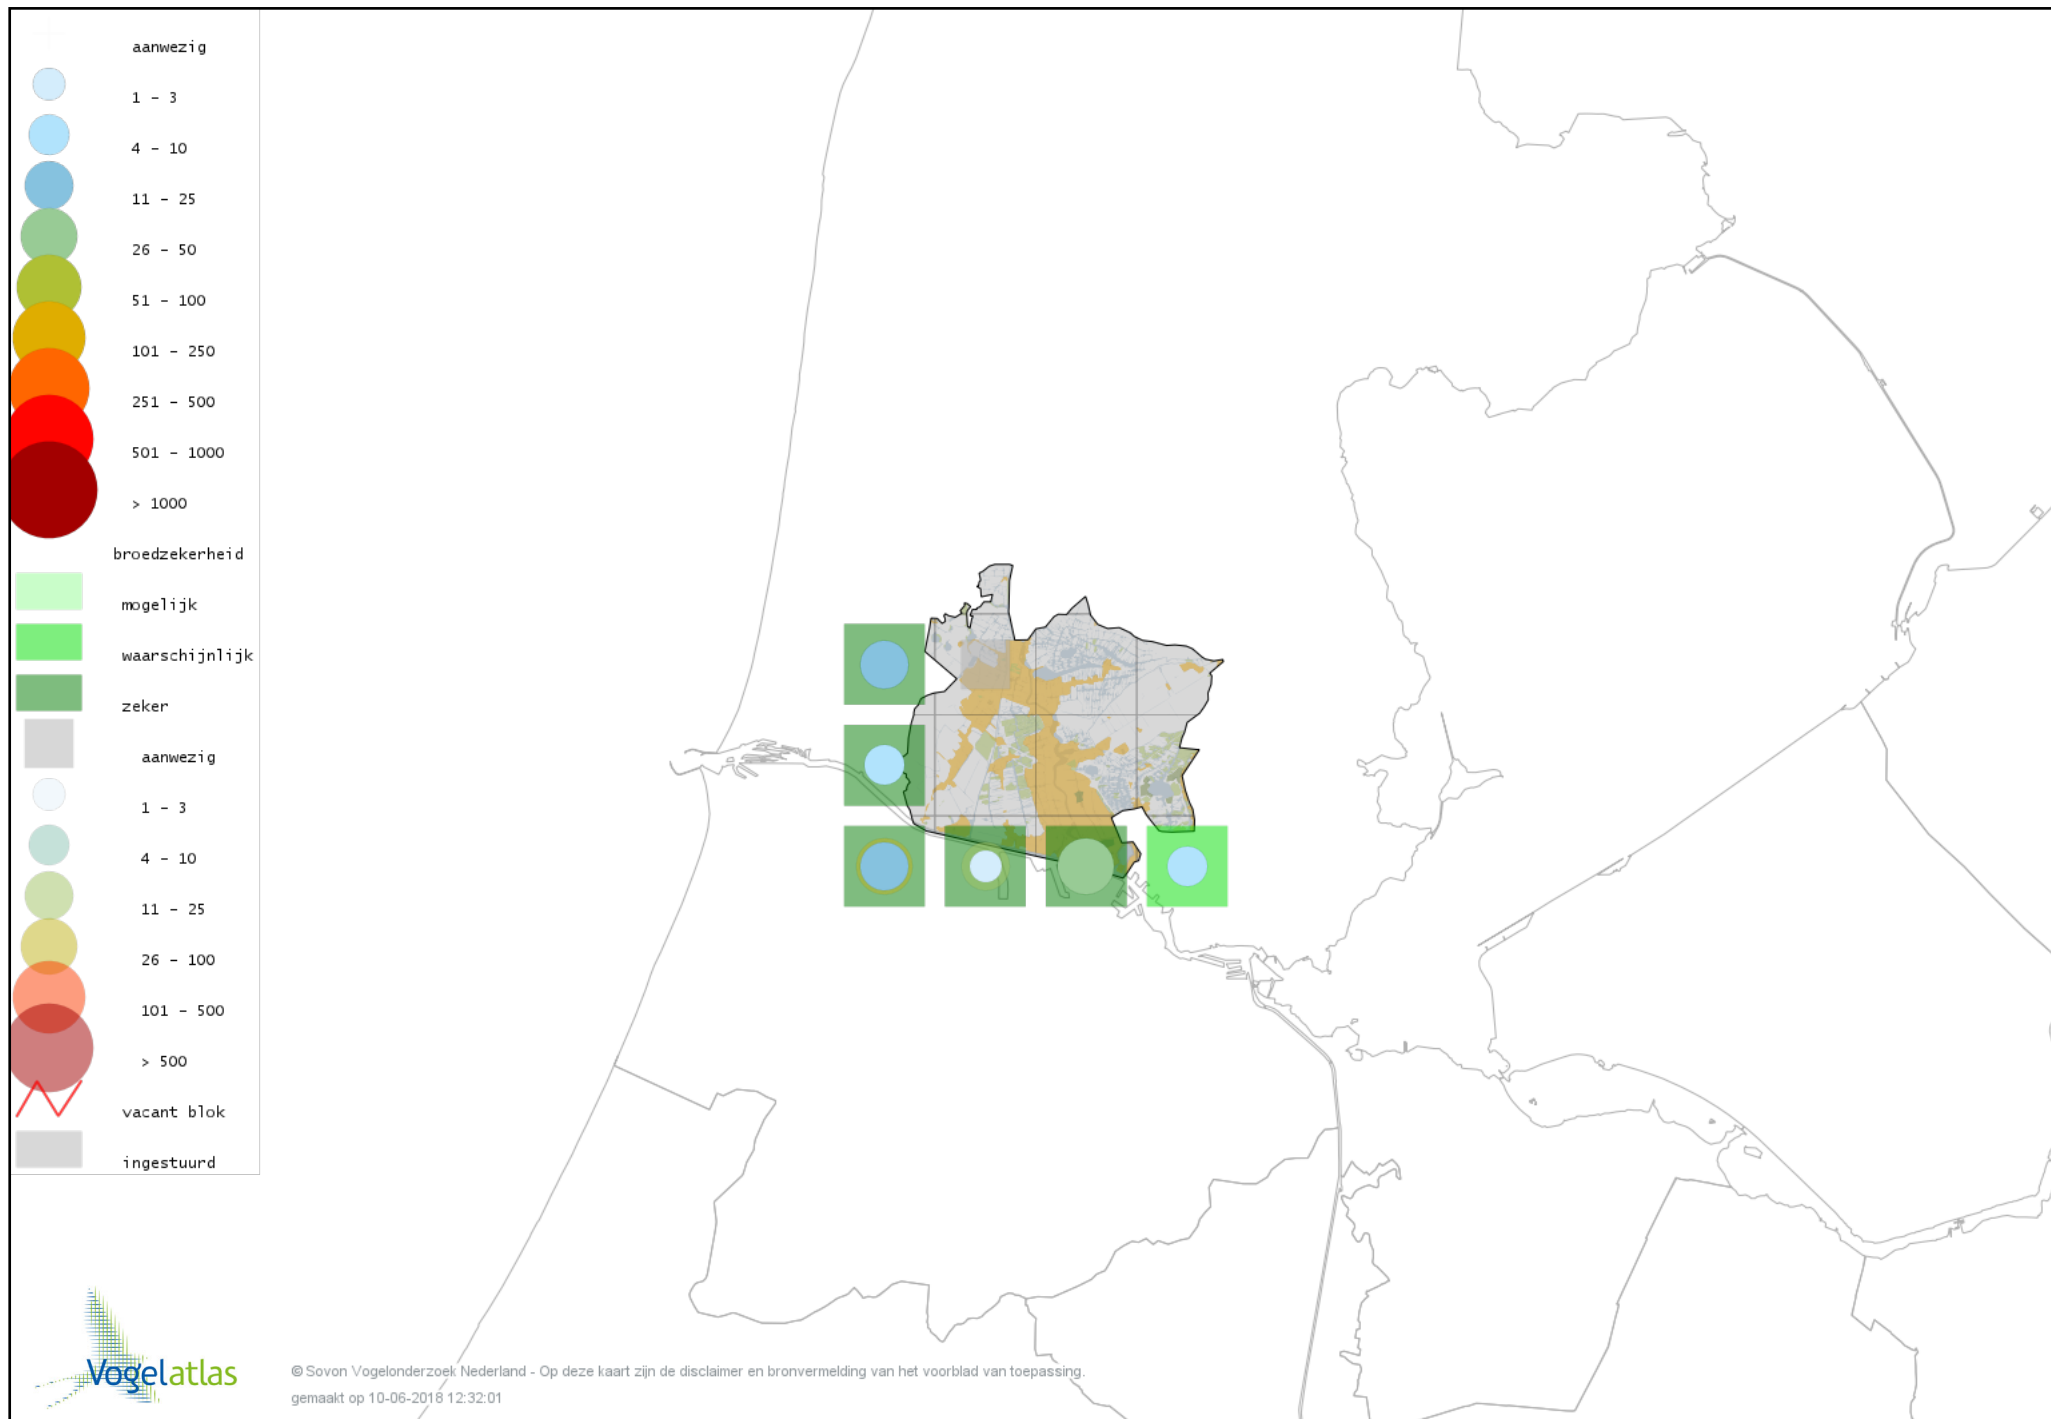 aanwezig
1 - 3
4 - 10
11 - 25
26 - 50
51 - 100
101 - 250
251 - 500
501 - 1000
> 1000
broedzekerheid
mogelijk
waarschijnlijk
zeker
aanwezig
1 - 3
4 - 10
11 - 25
26 - 100
101 - 500
> 500
vacant blok
ingestuurd
Vogelatlas
© Sovon Vogelonderzoek Nederland - Op deze kaart zijn de disclaimer en bronvermelding van het voorblad van toepassing.
gemaakt op 10-06-2018 12:32:01